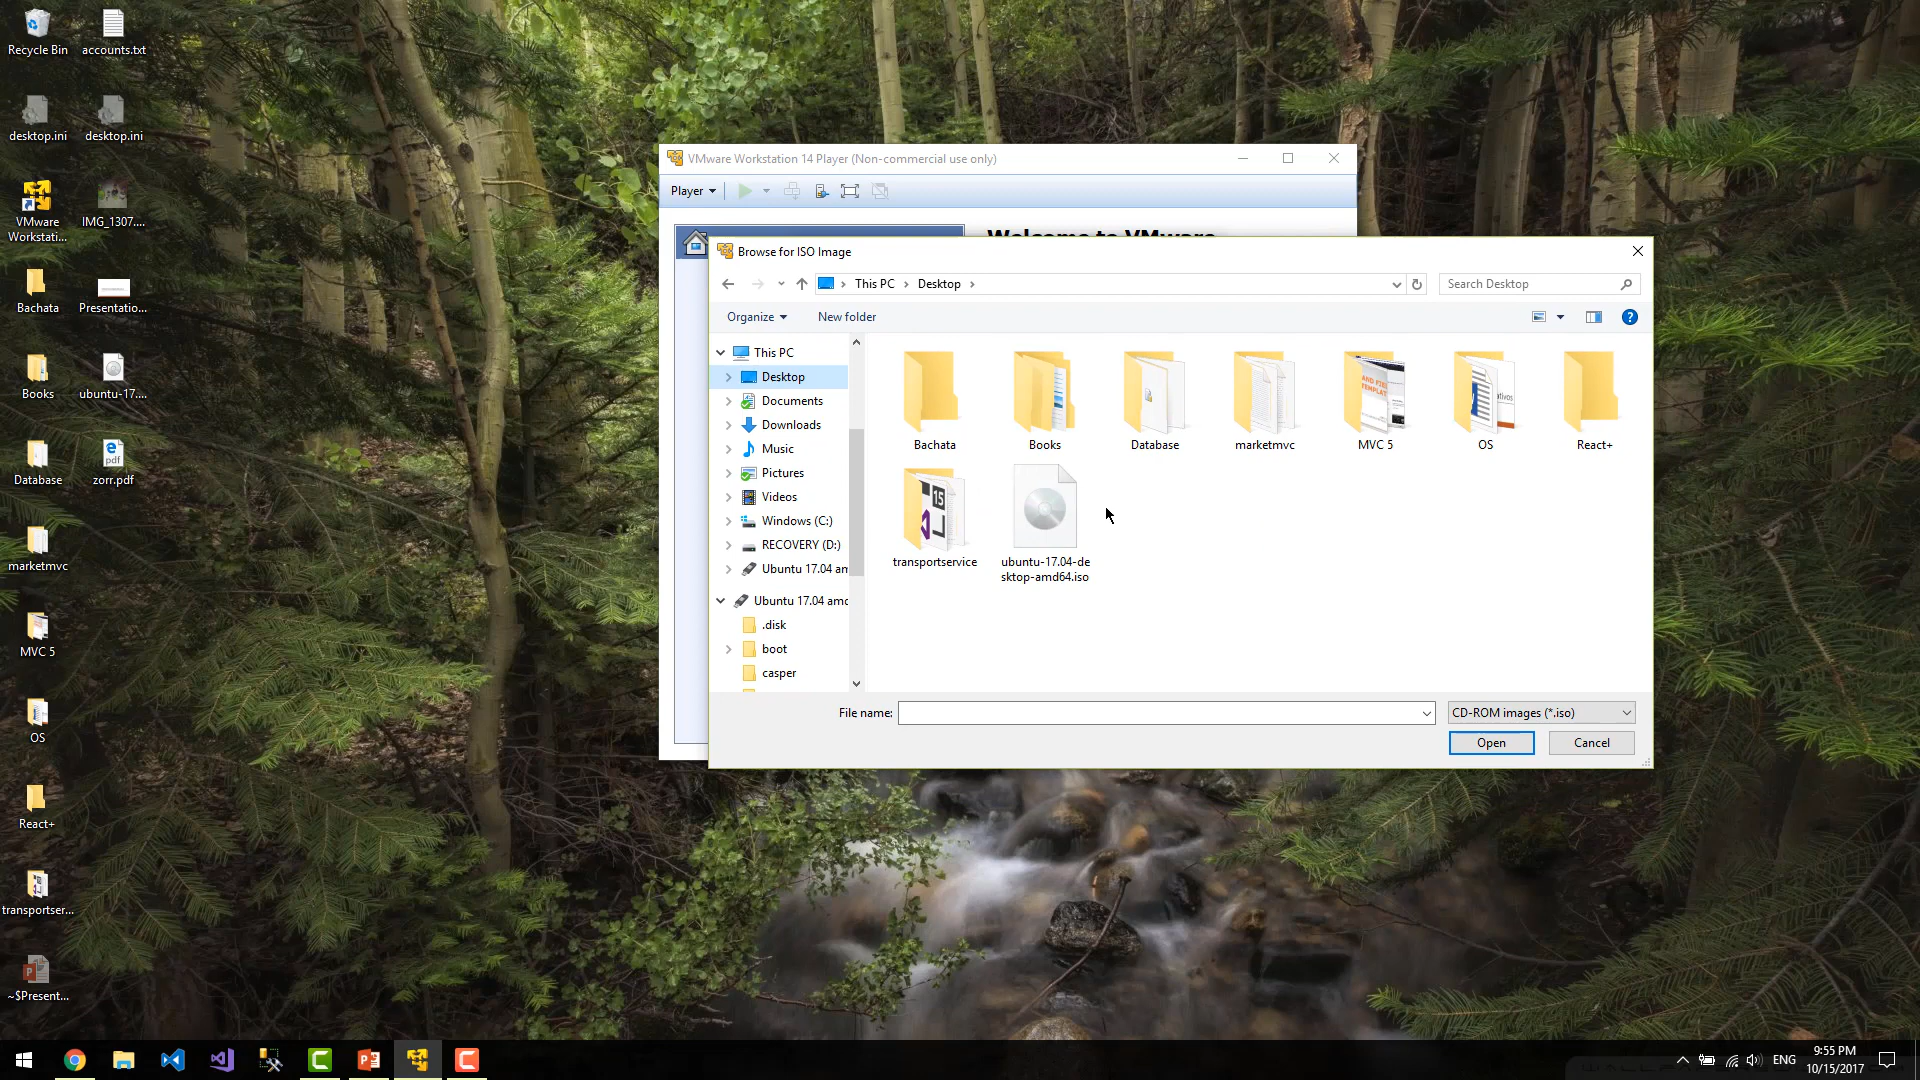 Recycle Bin
accounts.txt
desktop.ini
desktop.ini
VMware
Workstati...
IMG_1307....
Bachata
Presentatio...
Books
ubuntu-17....
Database
zorr.pdf
marketmvc
MVC 5
OS
React+
transportser...
~$Present...
VMware Workstation 14 Player (Non-commercial use only)
Player
Welcome to VMware
Browse for ISO Image
This PC
Desktop
Search Desktop
Organize
New folder
This PC
Desktop
Documents
Downloads
Music
Pictures
Videos
Windows (C:)
RECOVERY (D:)
Ubuntu 17.04 am
Ubuntu 17.04 amd
.disk
boot
casper
Bachata
Books
Database
marketmvc
MVC 5
OS
React+
transportservice
ubuntu-17.04-de
sktop-amd64.iso
File name:
CD-ROM images (*.iso)
Open
Cancel
ENG
9:55 PM
10/15/2017